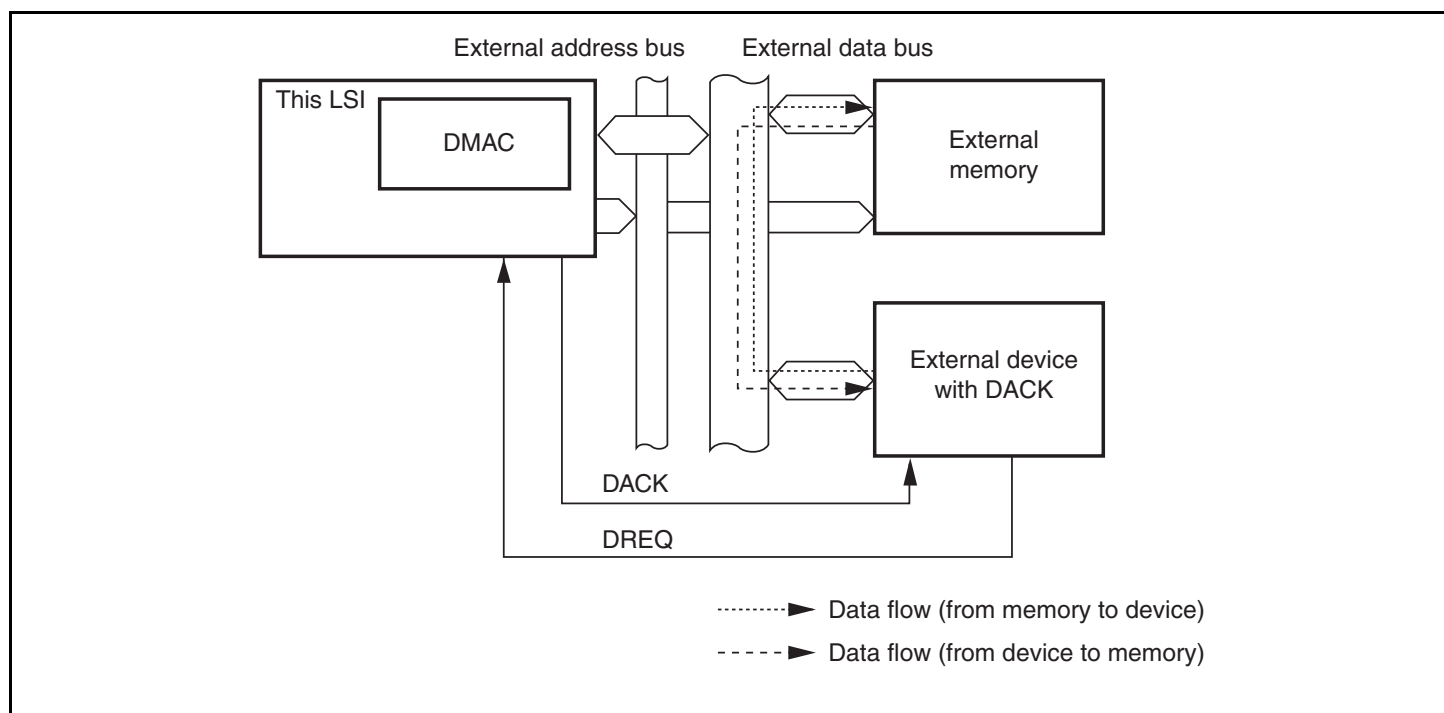 External address bus
External data bus
This LSI
DMAC
External
memory
External device
with DACK
DACK
DREQ
Data flow (from memory to device)
Data flow (from device to memory)